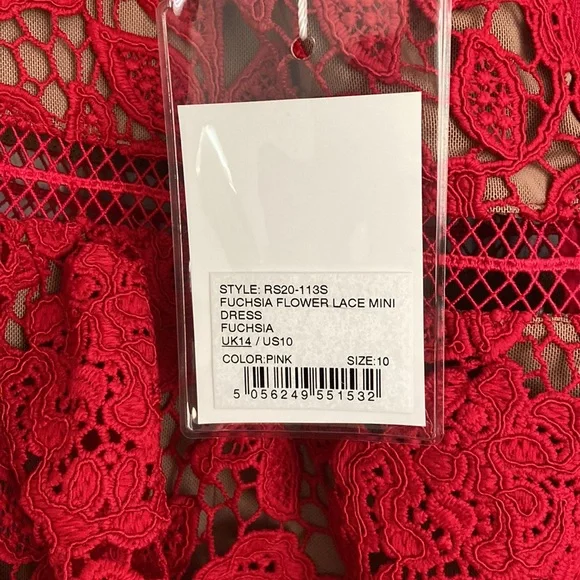 STYLE: RS20-113S
FUCHSIA FLOWER LACE MINI
DRESS
FUCHSIA
UK14 / US10
COLOR:PINK SIZE:10
5 056249 551532